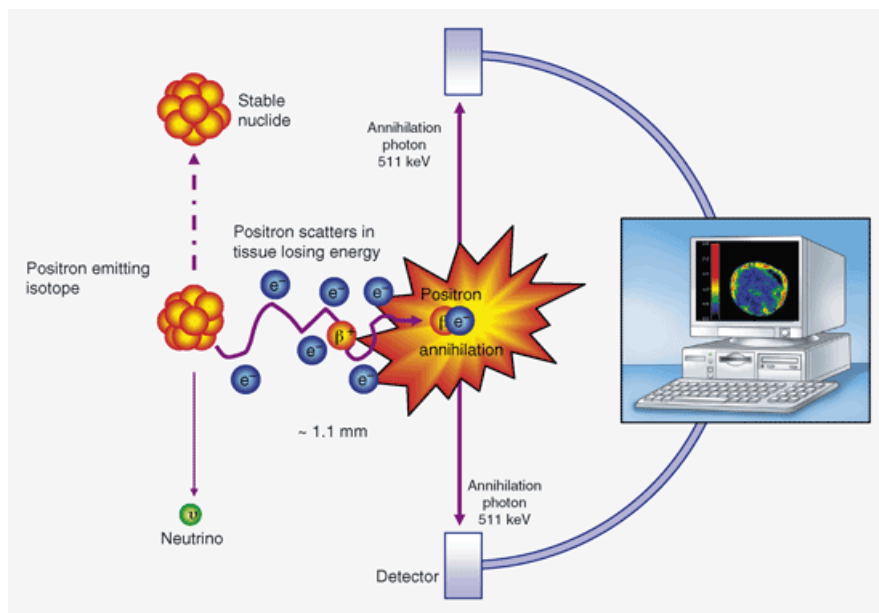 Stable
nuclide
Annihilation
photon
511 keV
Positron scatters in
tissue losing energy
Positron emitting
isotope
e⁻
e⁻
e⁻
Positron
β
e⁻
β⁺
annihilation
e⁻
e⁻
e⁻
~ 1.1 mm
Annihilation
photon
511 keV
υ
Neutrino
Detector